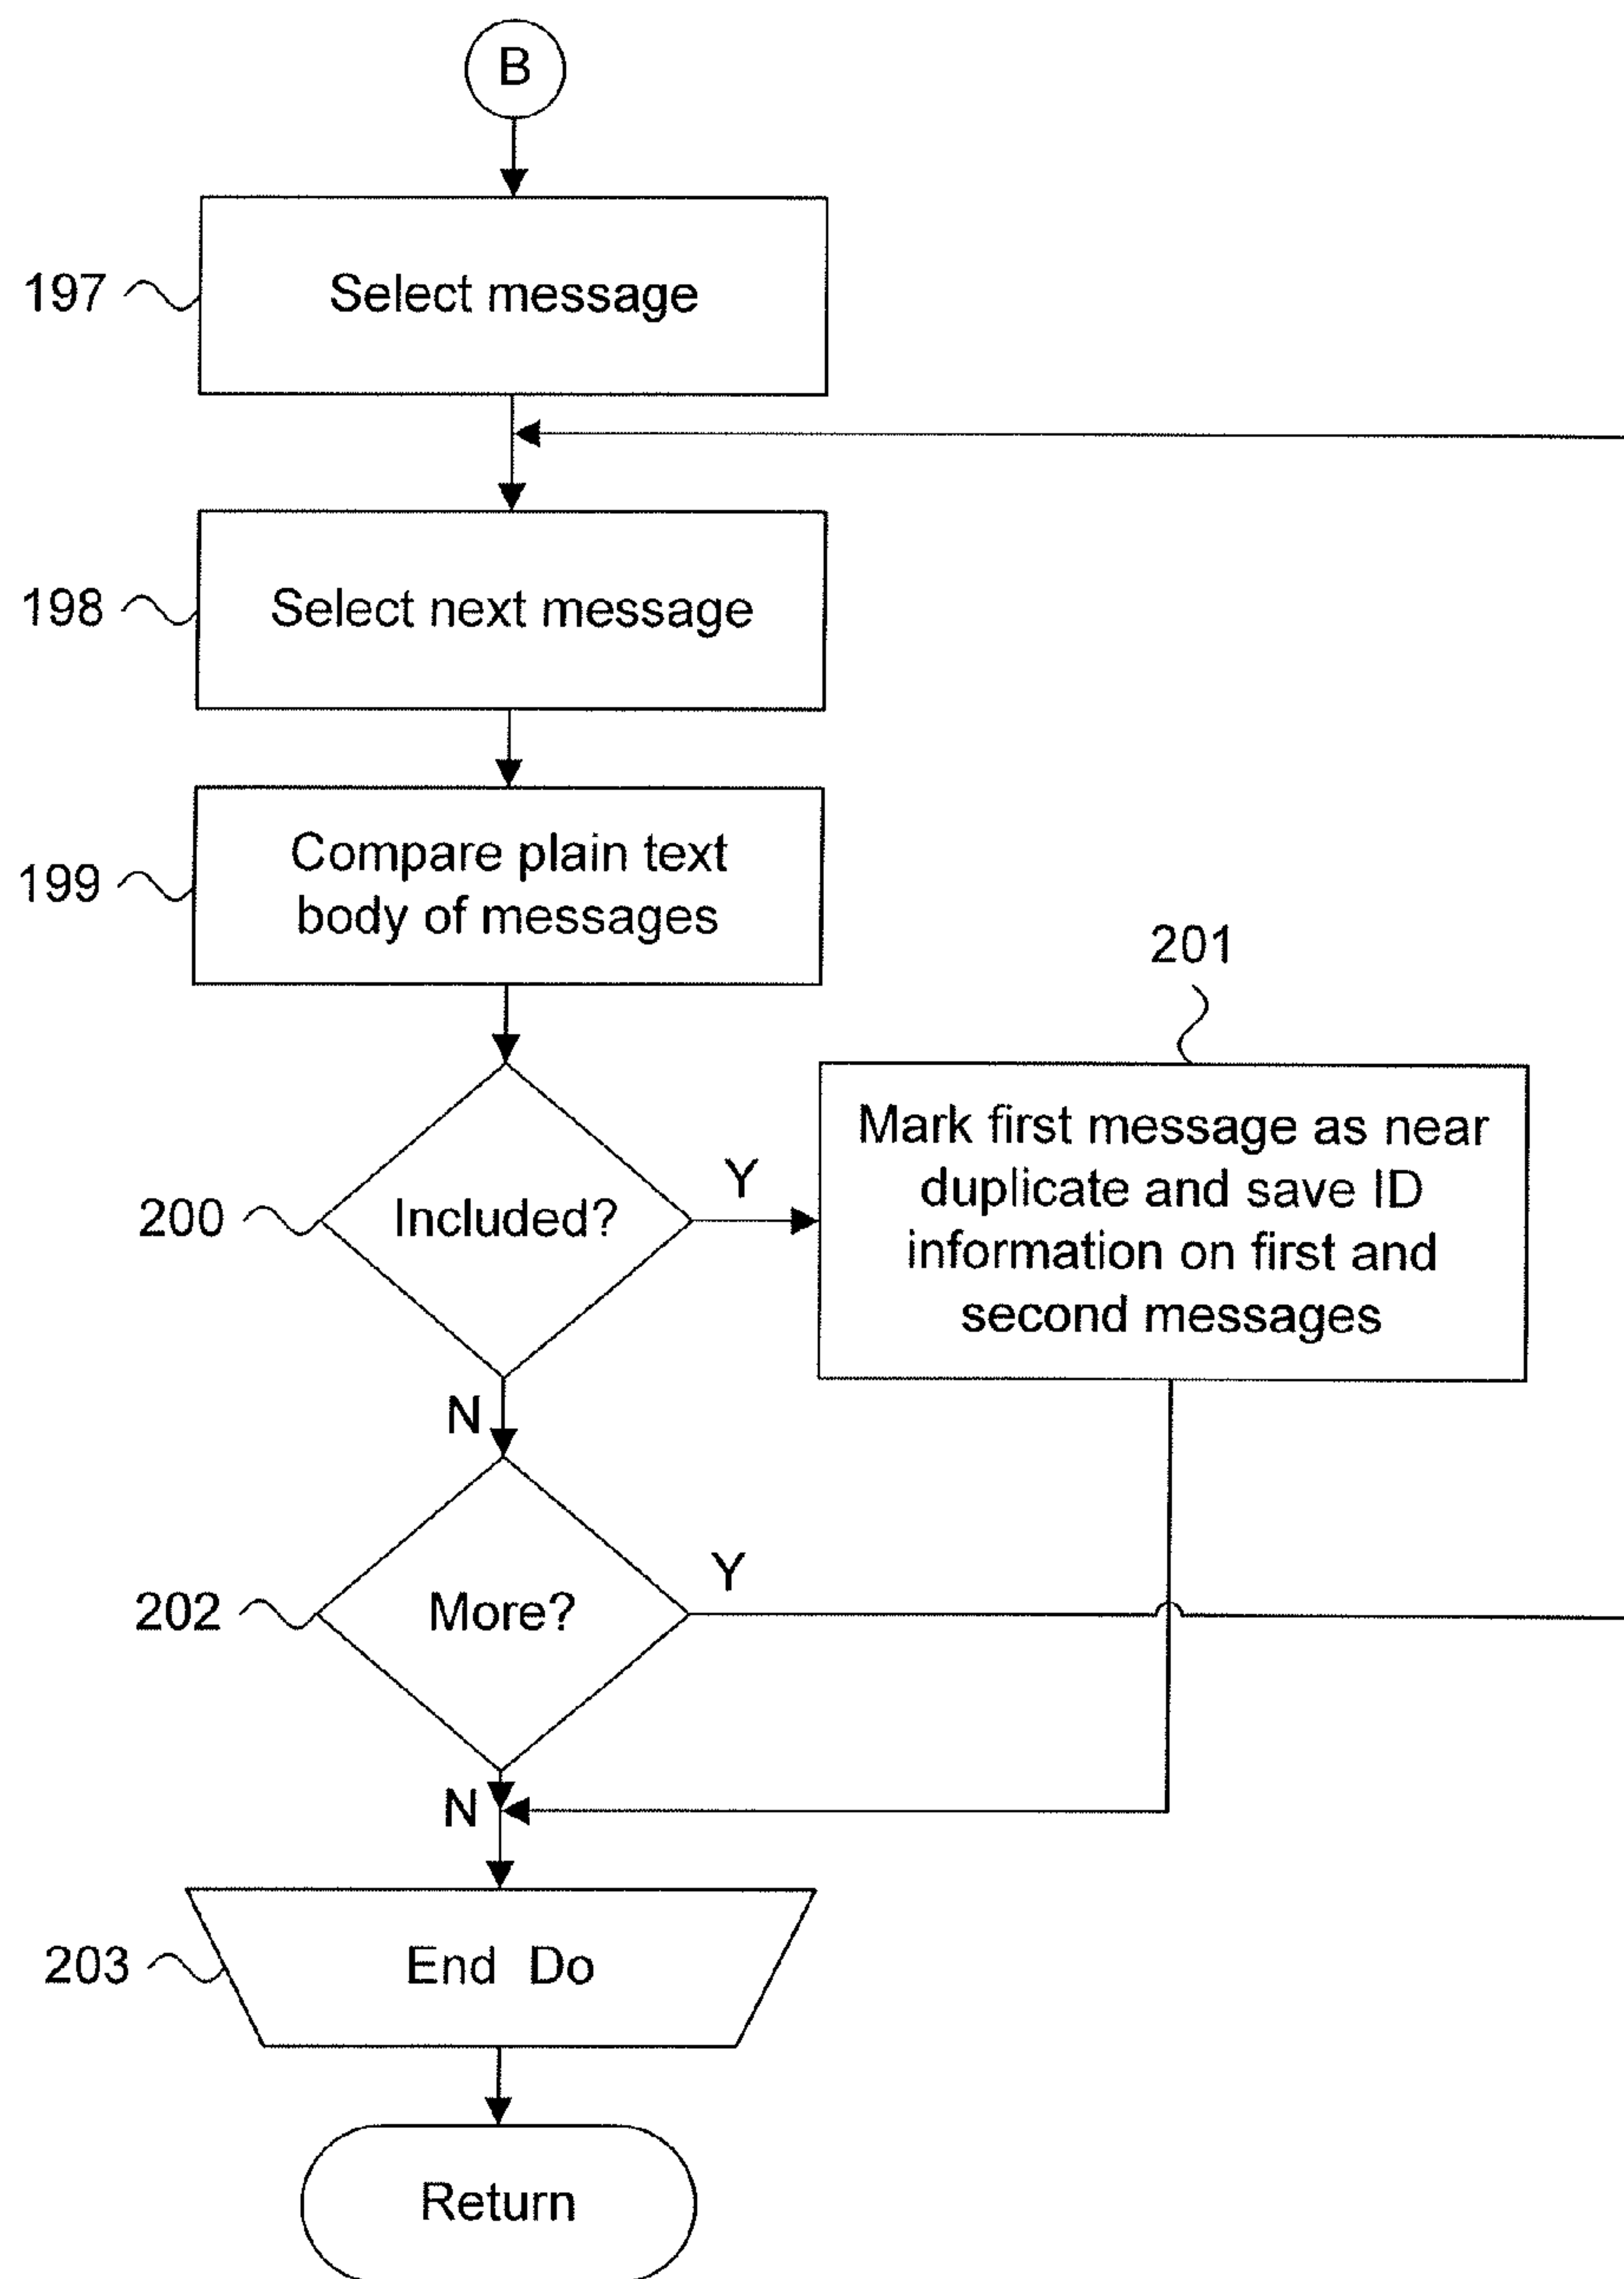 B
197
Select message
198
Select next message
199
Compare plain text
body of messages
201
Mark first message as near
duplicate and save ID
information on first and
second messages
200
Included?
Y
N
202
More?
Y
N
203
End Do
Return